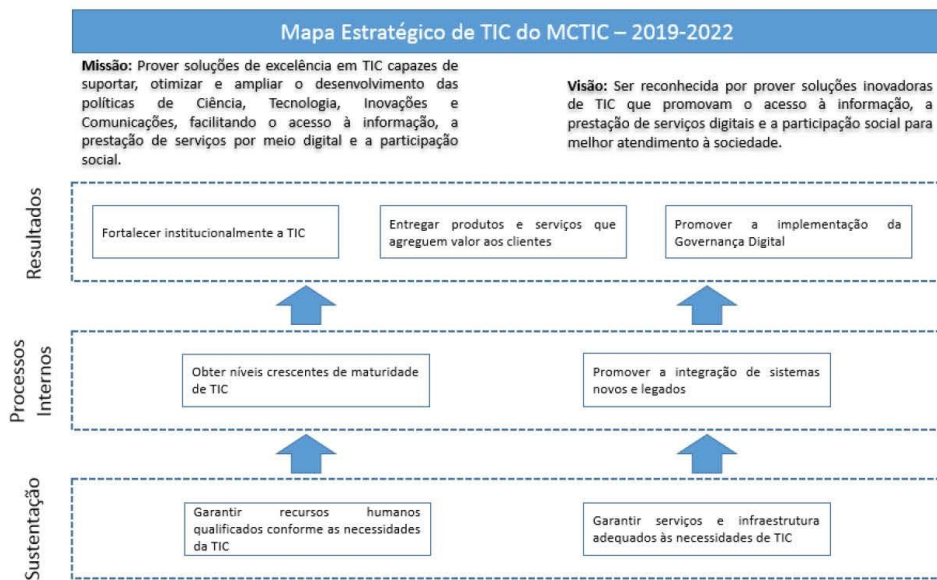 Mapa Estratégico de TIC do MCTIC – 2019-2022
Missão: Prover soluções de excelência em TIC capazes de
suportar, otimizar e ampliar o desenvolvimento das
políticas de Ciência, Tecnologia, Inovações e
Comunicações, facilitando o acesso à informação, a
prestação de serviços por meio digital e a participação
social.
Visão: Ser reconhecida por prover soluções inovadoras
de TIC que promovam o acesso à informação, a
prestação de serviços digitais e a participação social para
melhor atendimento à sociedade.
Resultados
Fortalecer institucionalmente a TIC
Entregar produtos e serviços que
agreguem valor aos clientes
Promover a implementação da
Governança Digital
Processos
Internos
Obter níveis crescentes de maturidade
de TIC
Promover a integração de sistemas
novos e legados
Sustentação
Garantir recursos humanos
qualificados conforme as necessidades
da TIC
Garantir serviços e infraestrutura
adequados às necessidades de TIC